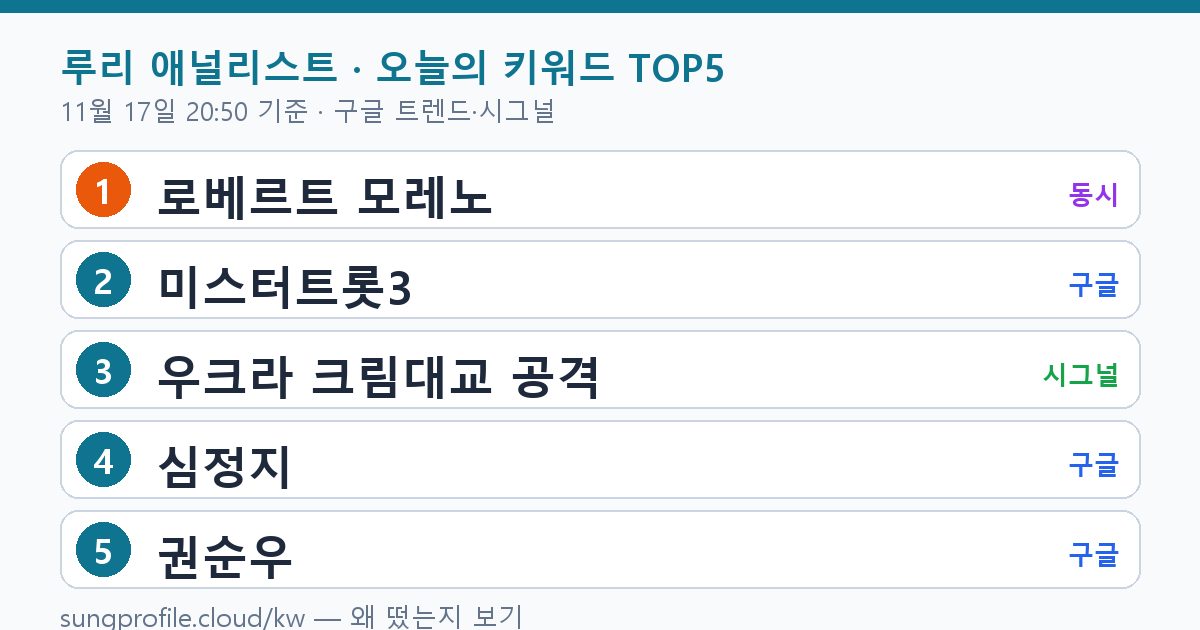 루리 애널리스트 · 오늘의 키워드 TOP5
11월 17일 20:50 기준 · 구글 트렌드·시그널
1 로베르트 모레노 동시
2 미스터트롯3 구글
3 우크라 크림대교 공격 시그널
4 심정지 구글
5 권순우 구글
sungprofile.cloud/kw — 왜 떴는지 보기